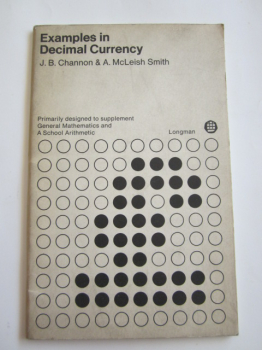 Examples in
Decimal Currency
J. B. Channon & A. McLeish Smith
Primarily designed to supplement
General Mathematics and
A School Arithmetic
Longman